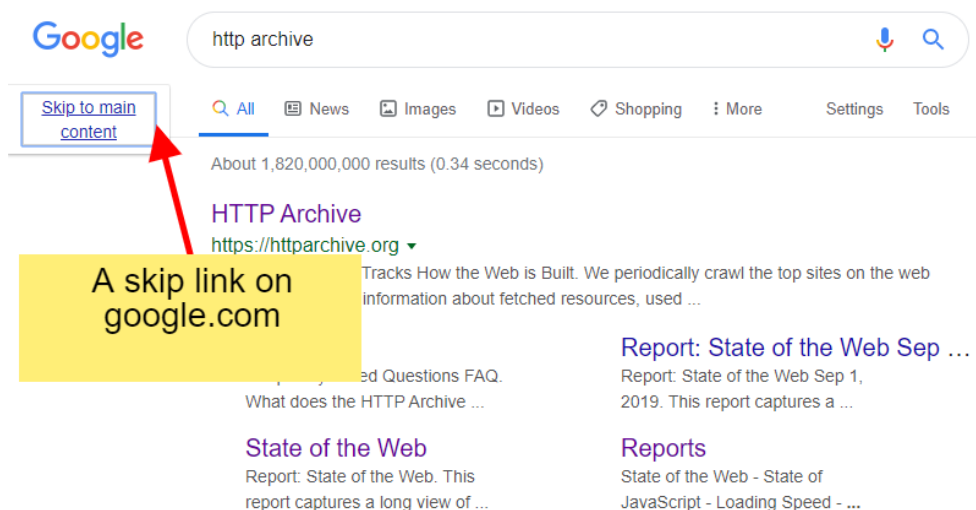 Google
http archive
Skip to main
content
All News Images Videos Shopping More Settings Tools
About 1,820,000,000 results (0.34 seconds)
HTTP Archive
https://httparchive.org
A skip link on
google.com
Tracks How the Web is Built. We periodically crawl the top sites on the web
information about fetched resources, used ...
ed Questions FAQ.
What does the HTTP Archive ...
Report: State of the Web Sep ...
Report: State of the Web Sep 1,
2019. This report captures a ...
State of the Web
Report: State of the Web. This
report captures a long view of ...
Reports
State of the Web - State of
JavaScript - Loading Speed - ...